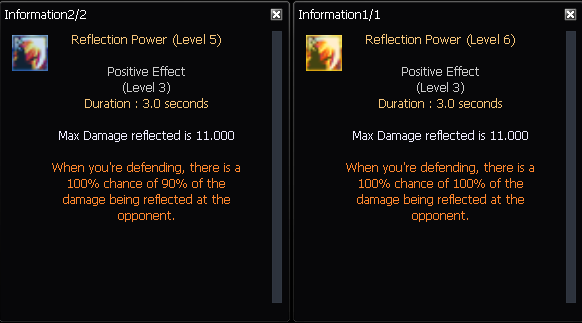 Information2/2
Reflection Power (Level 5)
Positive Effect
(Level 3)
Duration : 3.0 seconds
Max Damage reflected is 11.000
When you're defending, there is a
100% chance of 90% of the
damage being reflected at the
opponent.
Information1/1
Reflection Power (Level 6)
Positive Effect
(Level 3)
Duration : 3.0 seconds
Max Damage reflected is 11.000
When you're defending, there is a
100% chance of 100% of the
damage being reflected at the
opponent.